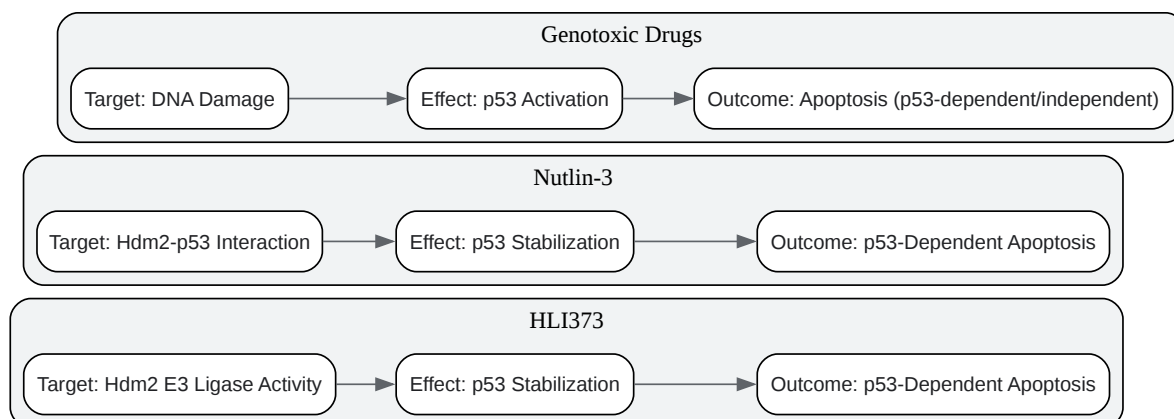 Genotoxic Drugs
Target: DNA Damage
Effect: p53 Activation
Outcome: Apoptosis (p53-dependent/independent)
Nutlin-3
Target: Hdm2-p53 Interaction
Effect: p53 Stabilization
Outcome: p53-Dependent Apoptosis
HLI373
Target: Hdm2 E3 Ligase Activity
Effect: p53 Stabilization
Outcome: p53-Dependent Apoptosis